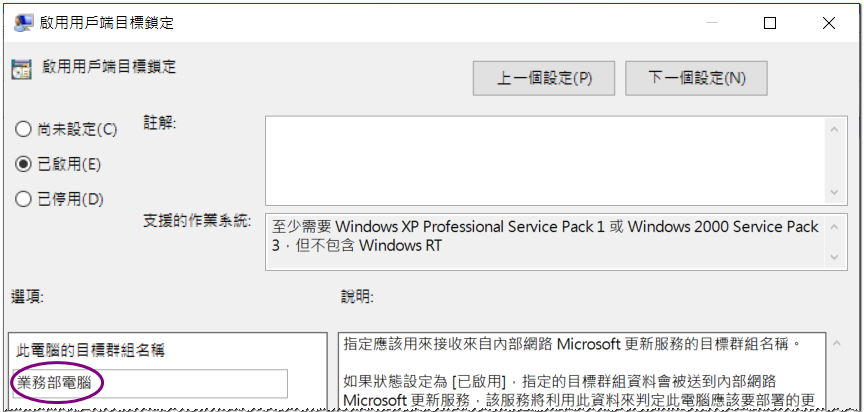 啟用用戶端目標鎖定
啟用用戶端目標鎖定
上一個設定(P)
下一個設定(N)
尚未設定(C)
註解:
已啟用(E)
已停用(D)
支援的作業系統:
至少需要 Windows XP Professional Service Pack 1 或 Windows 2000 Service Pack
3，但不包含 Windows RT
選項:
說明:
此電腦的目標群組名稱
業務部電腦
指定應該用來接收來自內部網路 Microsoft 更新服務的目標群組名稱。
如果狀態設定為 [已啟用]，指定的目標群組資料會被送到內部網路
Microsoft 更新服務，該服務將利用此資料來判定此電腦應該要部署的更